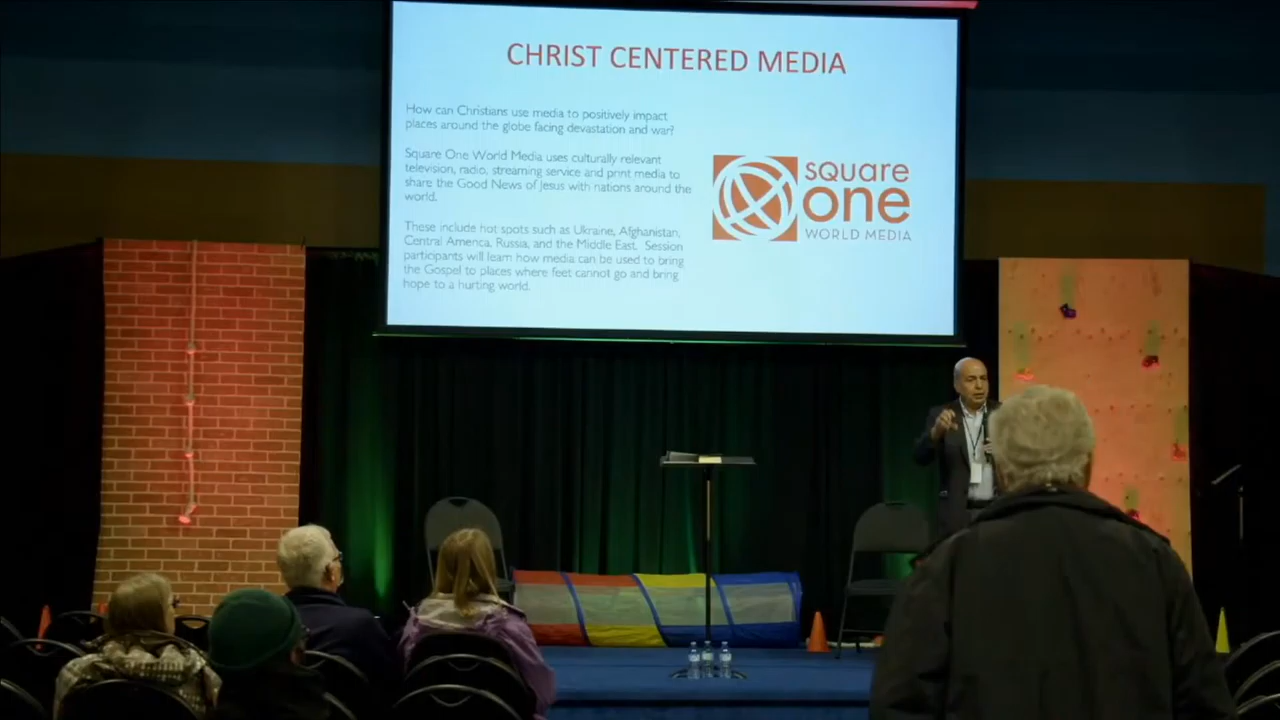 CHRIST CENTERED MEDIA
How can Christians use media to positively impact
places around the globe facing devastation and war?
Square One World Media uses culturally relevant
television, radio, streaming service and print media to
share the Good News of Jesus with nations around the
world.
These include hot spots such as Ukraine, Afghanistan,
Central America, Russia, and the Middle East. Session
participants will learn how media can be used to bring
the Gospel to places where feet cannot go and bring
hope to a hurting world.
square
one
WORLD MEDIA